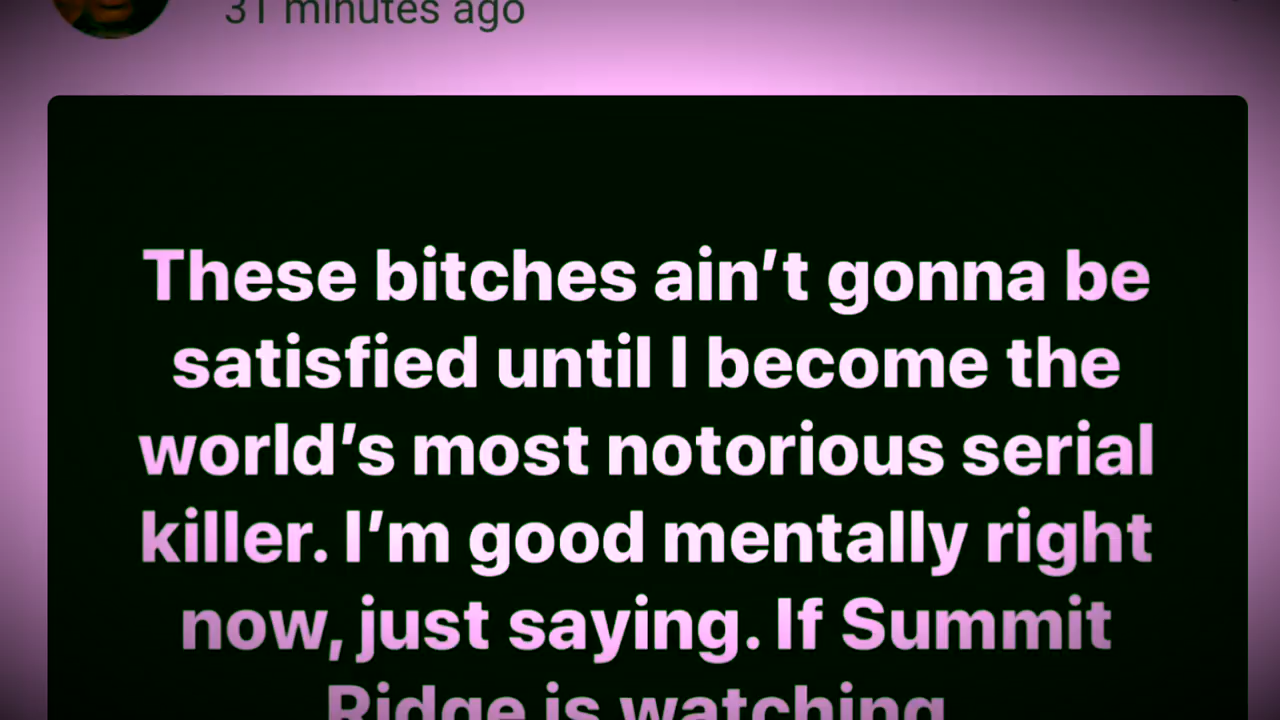 31 minutes ago
These bitches ain’t gonna be
satisfied until I become the
world’s most notorious serial
killer. I’m good mentally right
now, just saying. If Summit
Ridge is watching